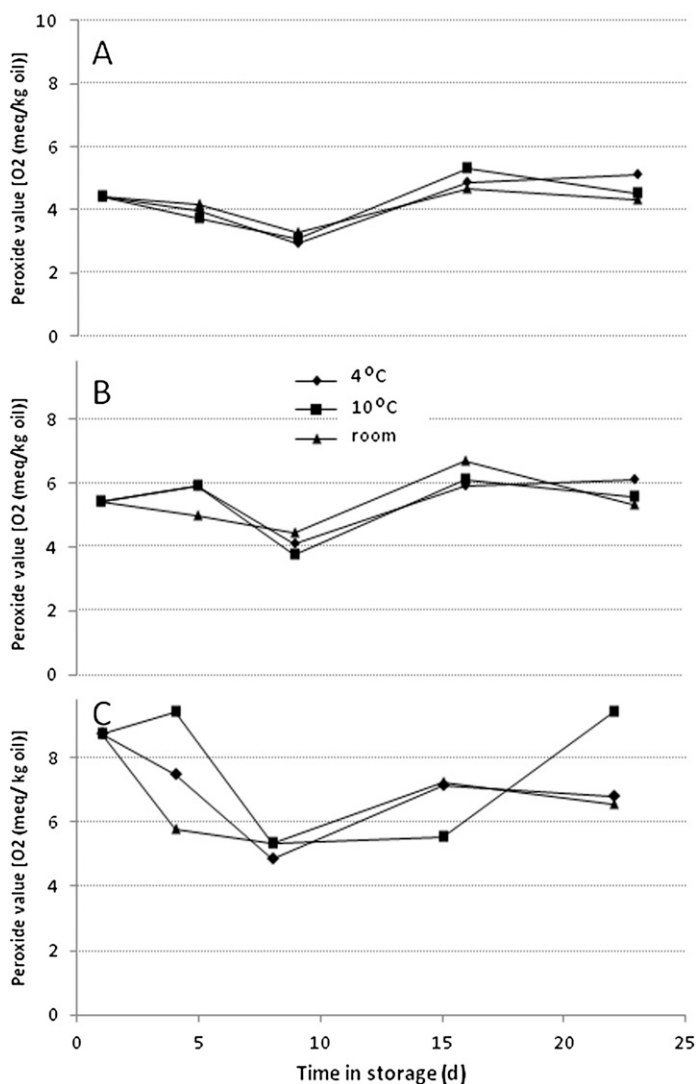 A
Peroxide value [O2 (meq/kg oil)]
10
8
6
4
2
0
B
Peroxide value [O2 (meq/kg oil)]
4°C
10°C
room
8
6
4
2
0
C
Peroxide value [O2 (meq/ kg oil)]
8
6
4
2
0
0 5 10 15 20 25
Time in storage (d)